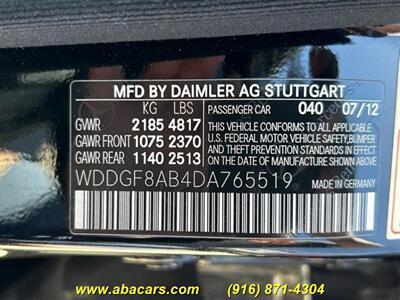 MFD BY DAIMLER AG STUTTGART
KG LBS PASSENGER CAR 040 07/12
GVWR 2185 4817
GAWR FRONT 1075 2370
GAWR REAR 1140 2513
THIS VEHICLE CONFORMS TO ALL APPLICABLE
U.S. FEDERAL MOTOR VEHICLE SAFETY, BUMPER,
AND THEFT PREVENTION STANDARDS IN EFFECT
ON THE DATE OF MANUFACTURE SHOWN ABOVE.
WDDGF8AB4DA765519
MADE IN GERMANY
www.abacars.com (916) 871-4304